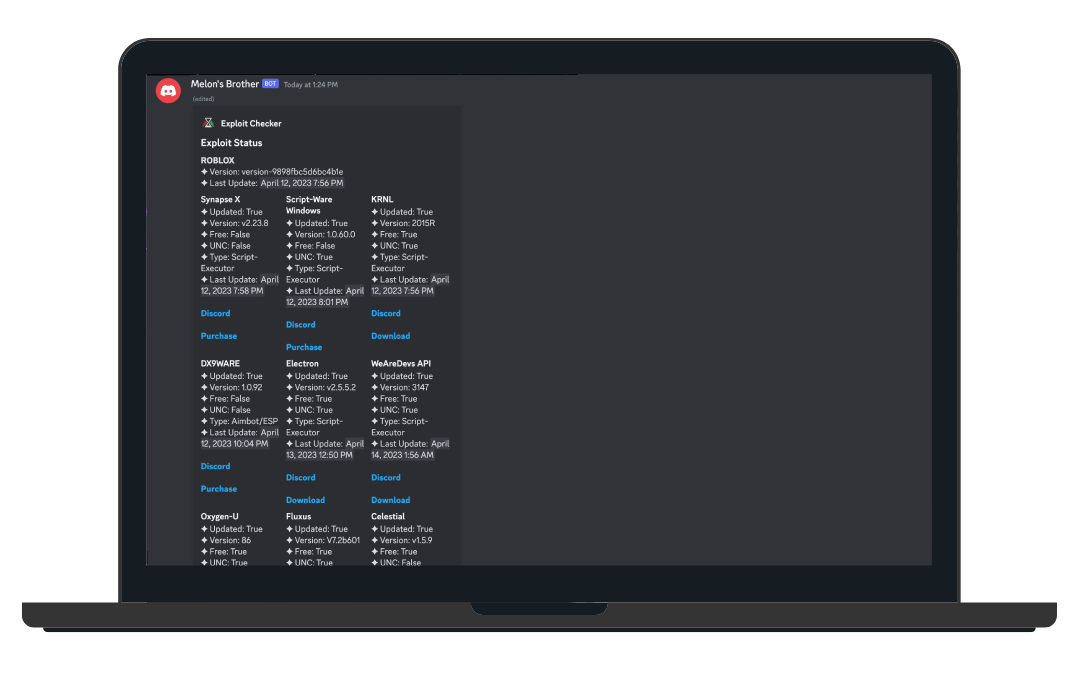 Melon's Brother BOT Today at 1:24 PM
(edited)
Exploit Checker
Exploit Status
ROBLOX
✦ Version: version-9898fbc5d6bc4b1e
✦ Last Update: April 12, 2023 7:56 PM
Synapse X
✦ Updated: True
✦ Version: v2.23.8
✦ Free: False
✦ UNC: False
✦ Type: Script-
Executor
✦ Last Update: April
12, 2023 7:58 PM
Discord
Purchase
Script-Ware
Windows
✦ Updated: True
✦ Version: 1.0.60.0
✦ Free: False
✦ UNC: True
✦ Type: Script-
Executor
✦ Last Update: April
12, 2023 8:01 PM
Discord
Purchase
KRNL
✦ Updated: True
✦ Version: 2015R
✦ Free: True
✦ UNC: True
✦ Type: Script-
Executor
✦ Last Update: April
12, 2023 7:56 PM
Discord
Download
DX9WARE
✦ Updated: True
✦ Version: 1.0.92
✦ Free: False
✦ UNC: False
✦ Type: Aimbot/ESP
✦ Last Update: April
12, 2023 10:04 PM
Discord
Purchase
Electron
✦ Updated: True
✦ Version: v2.5.5.2
✦ Free: True
✦ UNC: True
✦ Type: Script-
Executor
✦ Last Update: April
13, 2023 12:50 PM
Discord
Download
WeAreDevs API
✦ Updated: True
✦ Version: 3147
✦ Free: True
✦ UNC: True
✦ Type: Script-
Executor
✦ Last Update: April
14, 2023 1:56 AM
Discord
Download
Oxygen-U
✦ Updated: True
✦ Version: 86
✦ Free: True
✦ UNC: True
Fluxus
✦ Updated: True
✦ Version: V7.2b601
✦ Free: True
✦ UNC: True
Celestial
✦ Updated: True
✦ Version: v1.5.9
✦ Free: True
✦ UNC: False